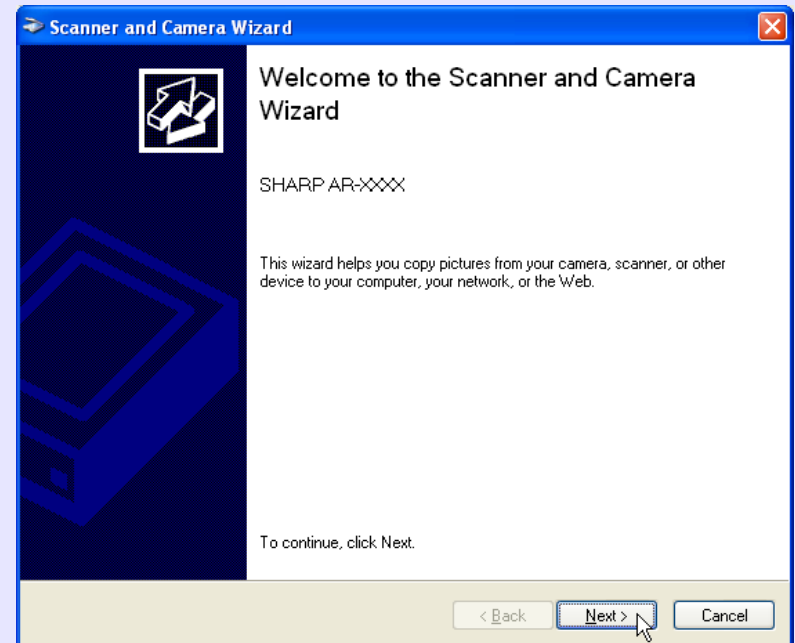 Scanner and Camera Wizard
Welcome to the Scanner and Camera
Wizard
SHARP AR-XXXX
This wizard helps you copy pictures from your camera, scanner, or other
device to your computer, your network, or the Web.
To continue, click Next.
< Back Next > Cancel